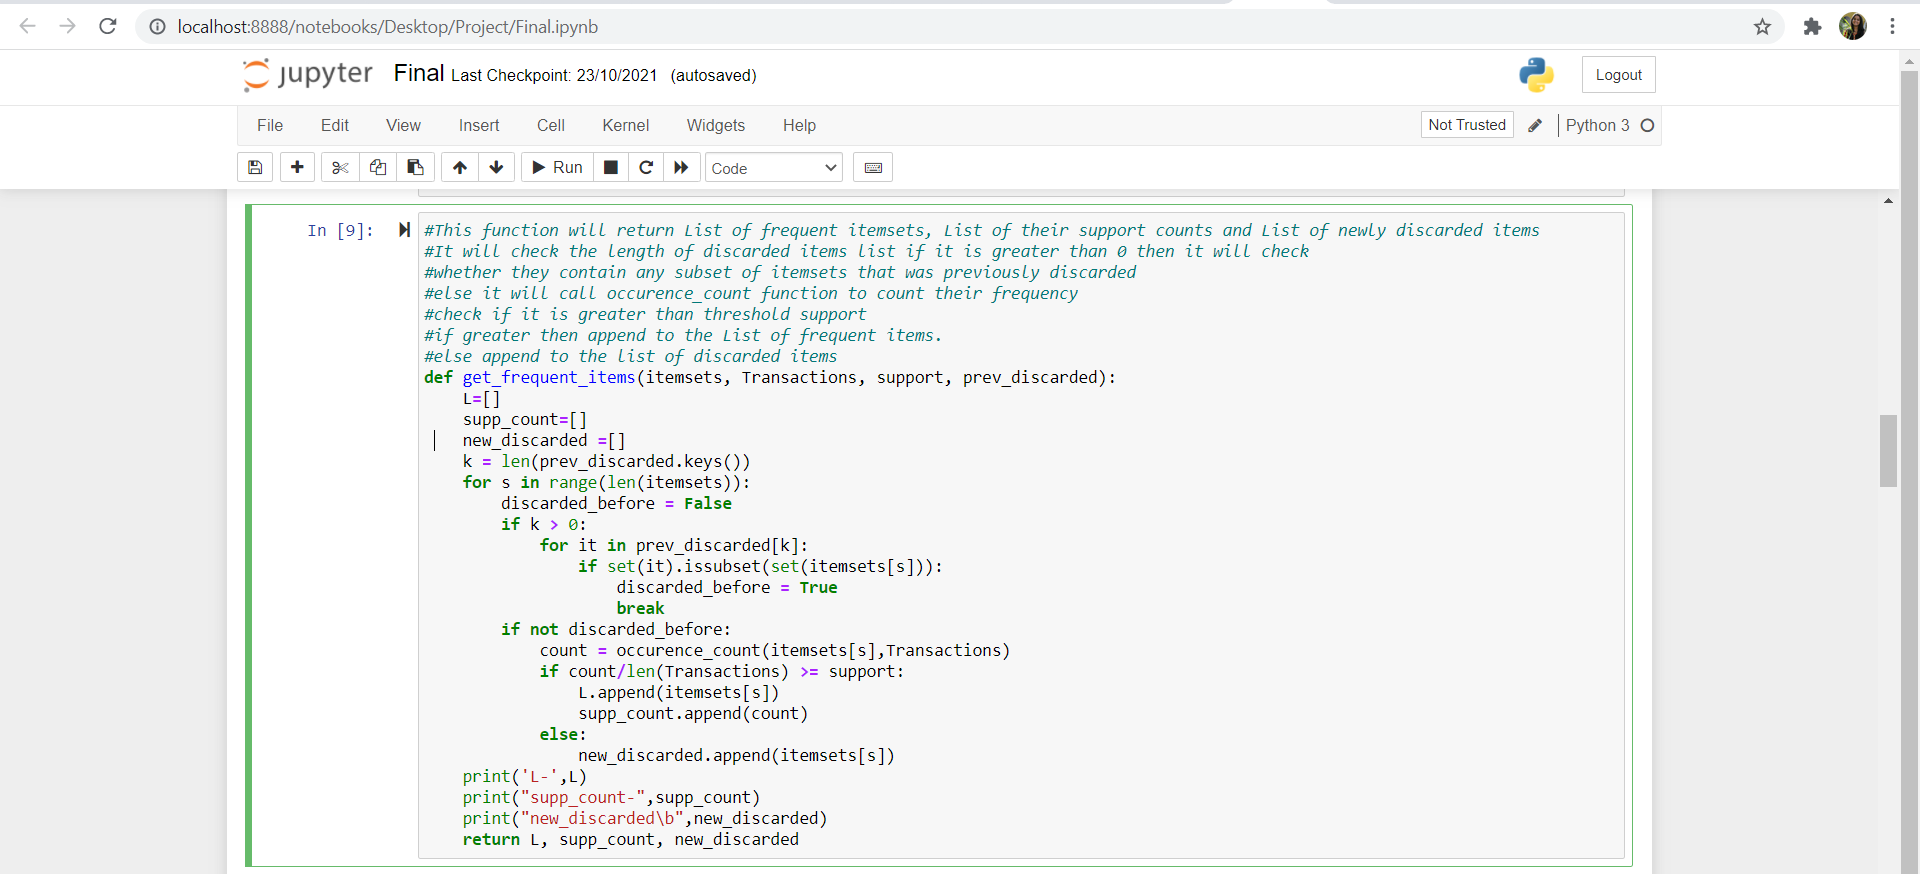 localhost:8888/notebooks/Desktop/Project/Final.ipynb
jupyter Final Last Checkpoint: 23/10/2021 (autosaved) Logout
File Edit View Insert Cell Kernel Widgets Help Not Trusted Python 3
Run Code
In [9]:
#This function will return List of frequent itemsets, List of their support counts and List of newly discarded items
#It will check the length of discarded items list if it is greater than 0 then it will check
#whether they contain any subset of itemsets that was previously discarded
#else it will call occurence_count function to count their frequency
#check if it is greater than threshold support
#if greater then append to the List of frequent items.
#else append to the list of discarded items
def get_frequent_items(itemsets, Transactions, support, prev_discarded):
    L=[]
    supp_count=[]
    new_discarded =[]
    k = len(prev_discarded.keys())
    for s in range(len(itemsets)):
        discarded_before = False
        if k > 0:
            for it in prev_discarded[k]:
                if set(it).issubset(set(itemsets[s])):
                    discarded_before = True
                    break
        if not discarded_before:
            count = occurence_count(itemsets[s],Transactions)
            if count/len(Transactions) >= support:
                L.append(itemsets[s])
                supp_count.append(count)
            else:
                new_discarded.append(itemsets[s])
    print('L-',L)
    print("supp_count-",supp_count)
    print("new_discarded\b",new_discarded)
    return L, supp_count, new_discarded